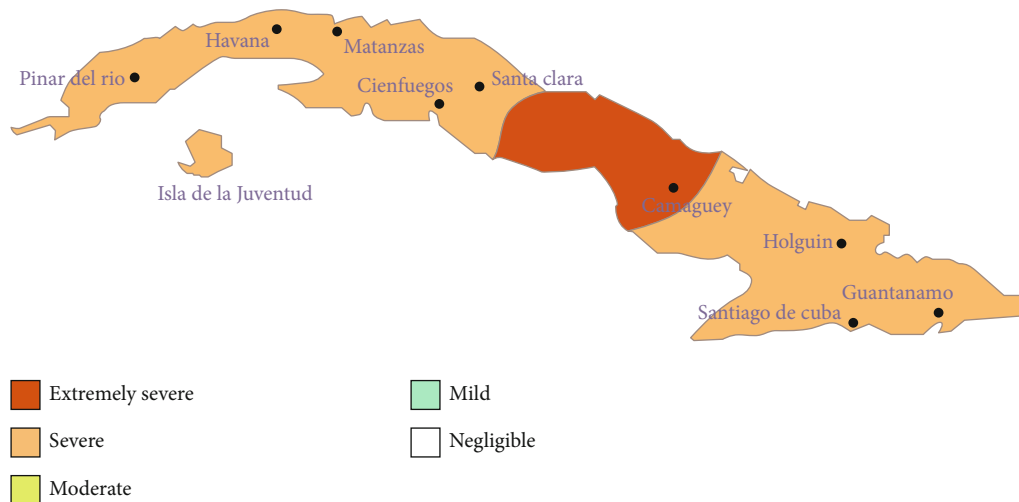 Havana
Matanzas
Pinar del rio
Cienfuegos
Santa clara
Isla de la Juventud
Camaguey
Holguin
Guantanamo
Santiago de cuba
Extremely severe
Mild
Severe
Negligible
Moderate